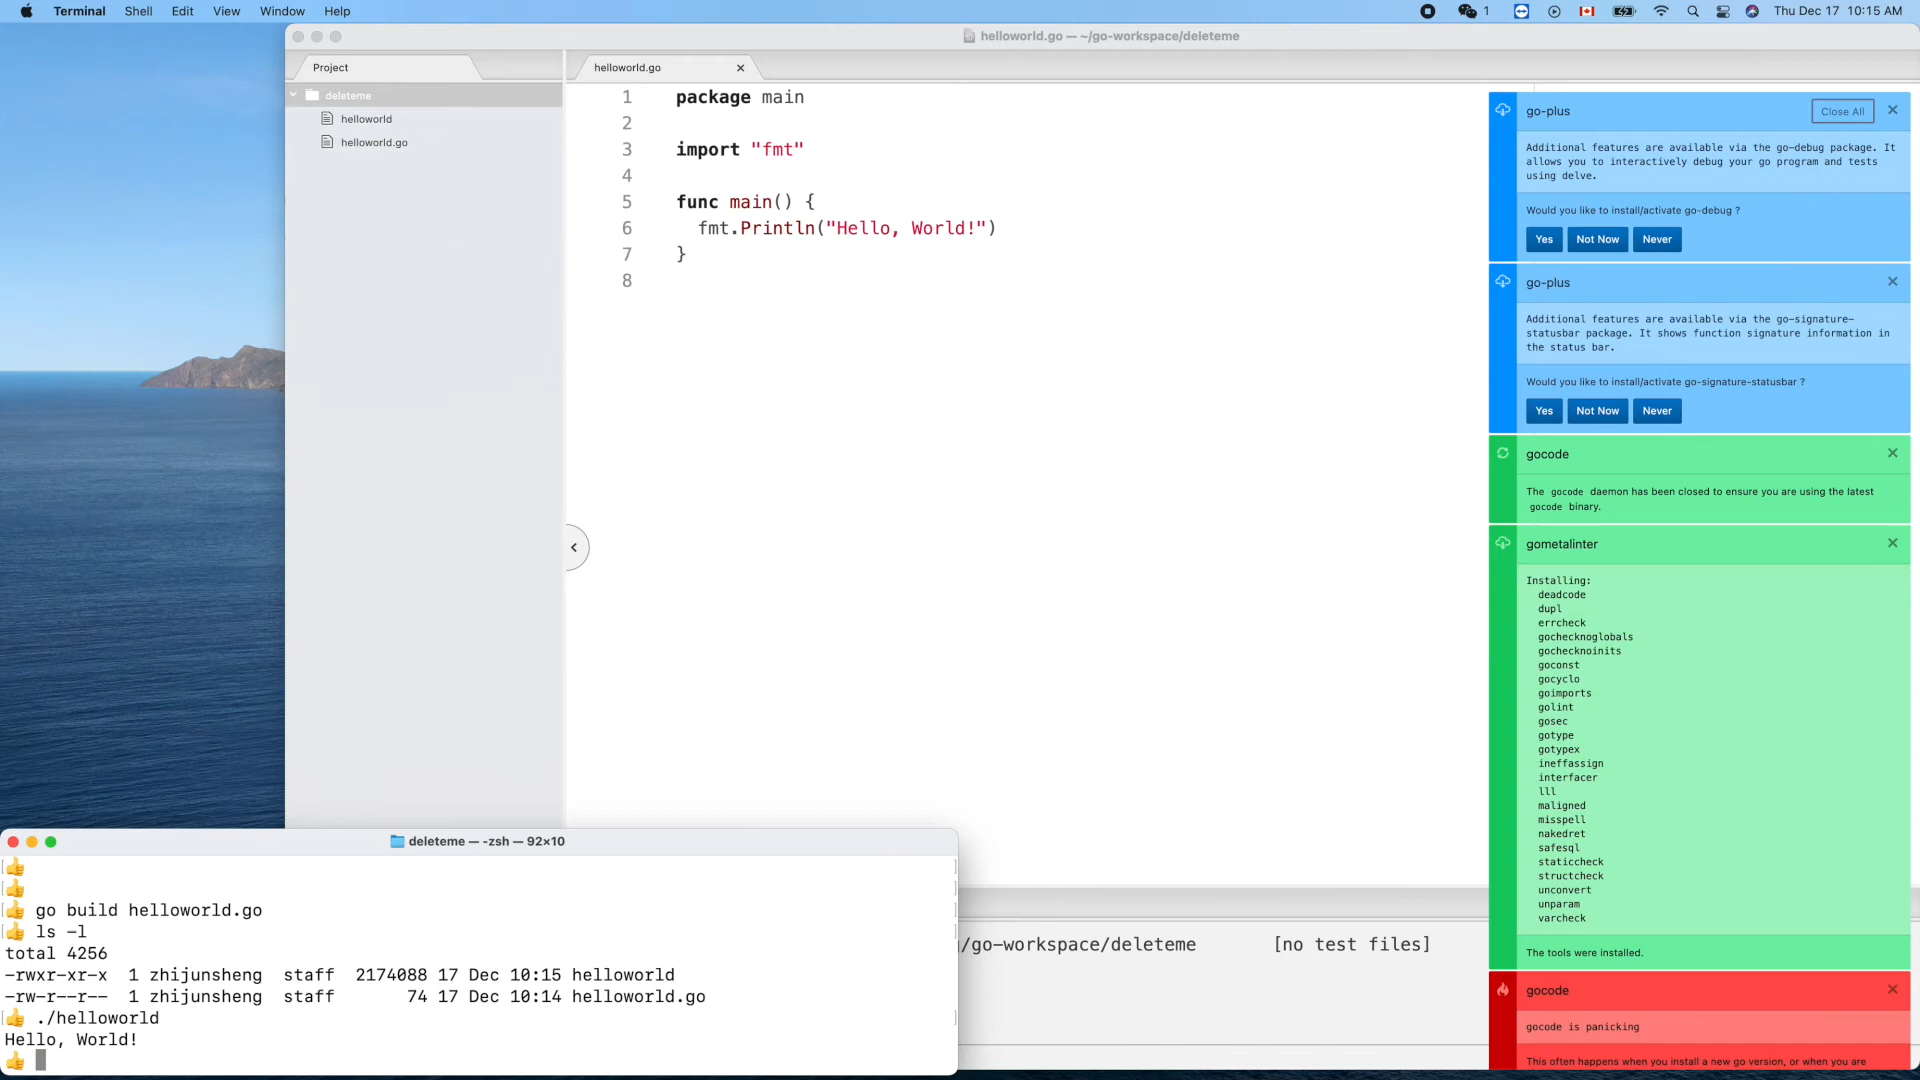 Terminal Shell Edit View Window Help
1 Thu Dec 17 10:15 AM
helloworld.go — ~/go-workspace/deleteme
Project
deleteme
helloworld
helloworld.go
helloworld.go
1 package main
2
3 import "fmt"
4
5 func main() {
6 fmt.Println("Hello, World!")
7 }
8
go-plus
Close All
Additional features are available via the go-debug package. It
allows you to interactively debug your go program and tests
using delve.
Would you like to install/activate go-debug ?
Yes Not Now Never
go-plus
Additional features are available via the go-signature-
statusbar package. It shows function signature information in
the status bar.
Would you like to install/activate go-signature-statusbar ?
Yes Not Now Never
gocode
The gocode daemon has been closed to ensure you are using the latest
gocode binary.
gometalinter
Installing:
deadcode
dupl
errcheck
gochecknoglobals
gochecknoinits
goconst
gocyclo
goimports
golint
gosec
gotype
gotypex
ineffassign
interfacer
lll
maligned
misspell
nakedret
safesql
staticcheck
structcheck
unconvert
unparam
varcheck
The tools were installed.
gocode
gocode is panicking
This often happens when you install a new go version, or when you are
/go-workspace/deleteme [no test files]
deleteme — -zsh — 92×10
go build helloworld.go
ls -l
total 4256
-rwxr-xr-x 1 zhijunsheng staff 2174088 17 Dec 10:15 helloworld
-rw-r--r-- 1 zhijunsheng staff 74 17 Dec 10:14 helloworld.go
./helloworld
Hello, World!